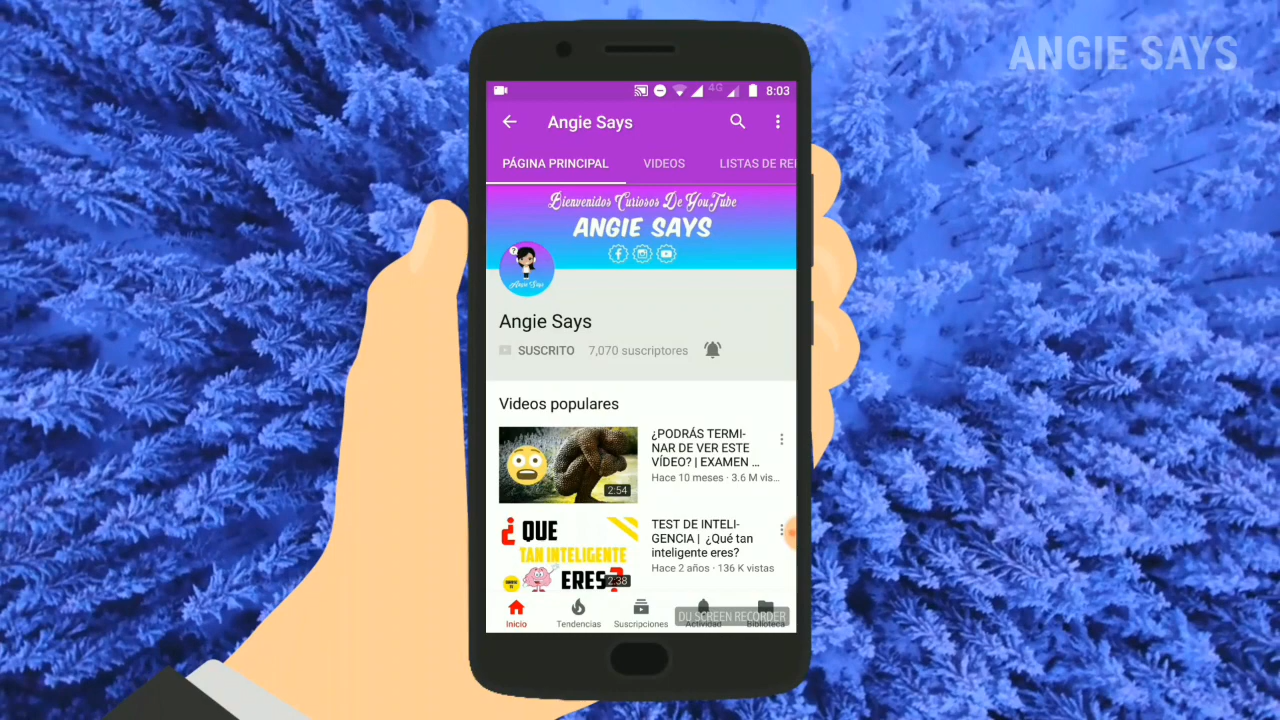 ANGIE SAYS
4G 8:03
Angie Says
PÁGINA PRINCIPAL VIDEOS LISTAS DE RE
Bienvenidos Curiosos De YouTube
ANGIE SAYS
?
Angie Says
Angie Says
SUSCRITO 7,070 suscriptores
Videos populares
¿PODRÁS TERMI-
NAR DE VER ESTE
VÍDEO? | EXAMEN ...
Hace 10 meses · 3.6 M vis...
2:54
¿QUE
TAN INTELIGENTE
ERES?
2:38
TEST DE INTELI-
GENCIA | ¿Qué tan
inteligente eres?
Hace 2 años · 136 K vistas
DU SCREEN RECORDER
Inicio Tendencias Suscripciones Actividad Biblioteca